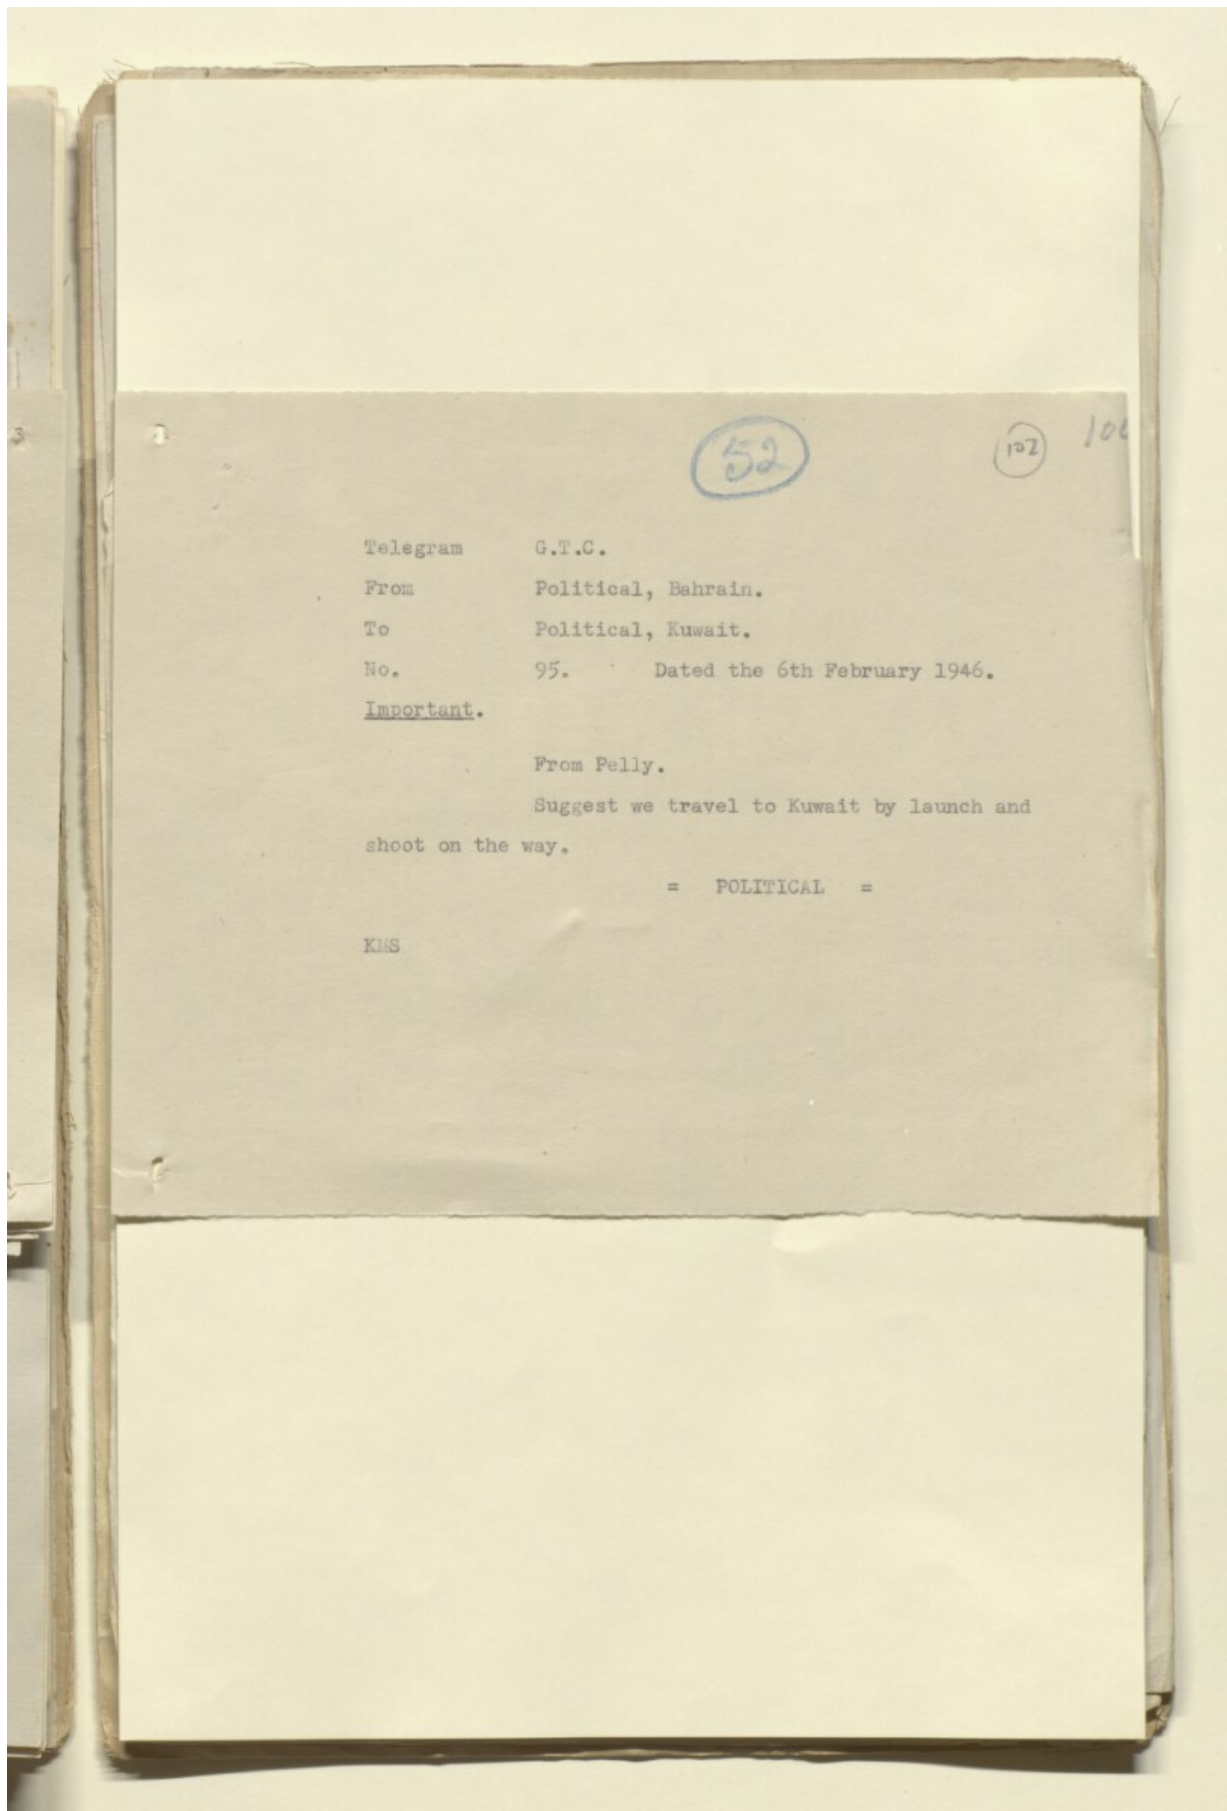 52
102
Telegram G.T.C.
From Political, Bahrain.
To Political, Kuwait.
No. 95. Dated the 6th February 1946.
Important.
From Pelly.
Suggest we travel to Kuwait by launch and
shoot on the way.
= POLITICAL =
KMS